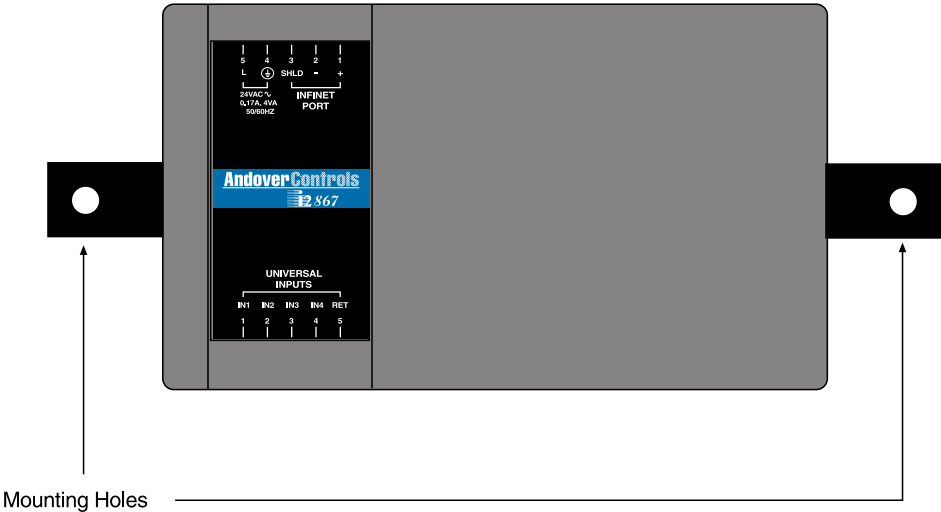 5 4 3 2 1
L SHLD - +
24VAC∿ INFINET
0.17A, 4VA PORT
50/60HZ
AndoverControls
i2 867
UNIVERSAL
INPUTS
IN1 IN2 IN3 IN4 RET
1 2 3 4 5
Mounting Holes